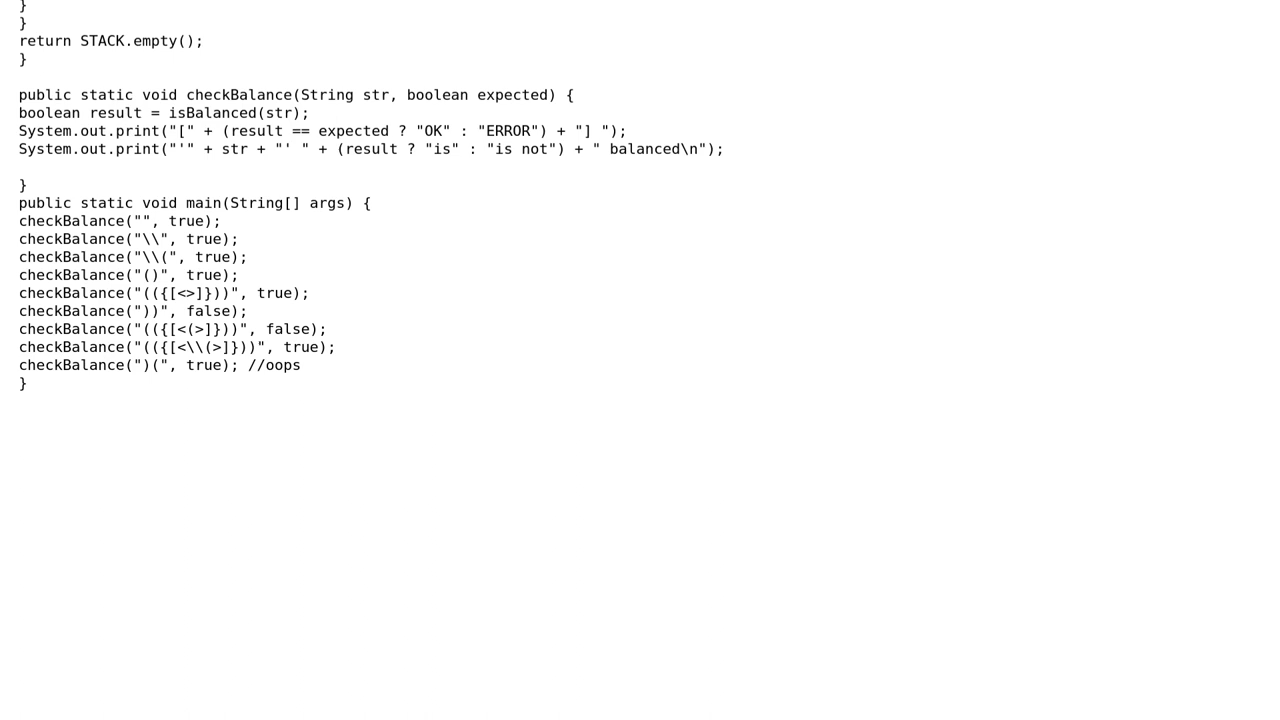 }
}
return STACK.empty();
}
public static void checkBalance(String str, boolean expected) {
boolean result = isBalanced(str);
System.out.print("[" + (result == expected ? "OK" : "ERROR") + "] ");
System.out.print("'" + str + "' " + (result ? "is" : "is not") + " balanced\n");
}
public static void main(String[] args) {
checkBalance("", true);
checkBalance("\\", true);
checkBalance("\\(", true);
checkBalance("()", true);
checkBalance("(({[<>]}))", true);
checkBalance("))", false);
checkBalance("(({[<(>]}))", false);
checkBalance("(({[<\\(>]}))", true);
checkBalance(")(", true); //oops
}